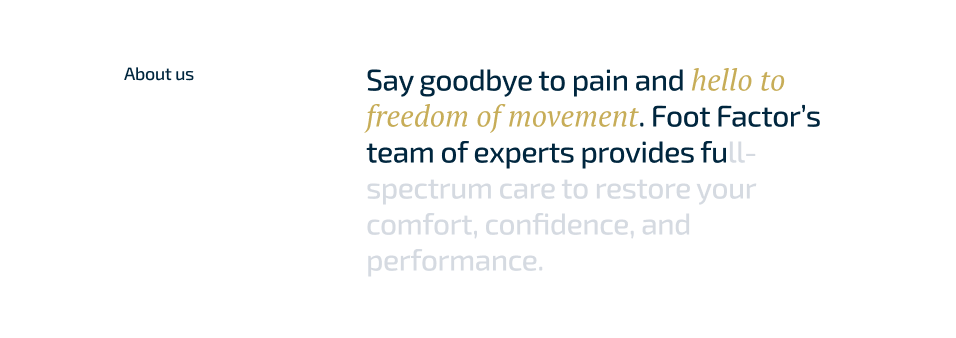 About us
Say goodbye to pain and hello to
freedom of movement. Foot Factor’s
team of experts provides full-
spectrum care to restore your
comfort, confidence, and
performance.